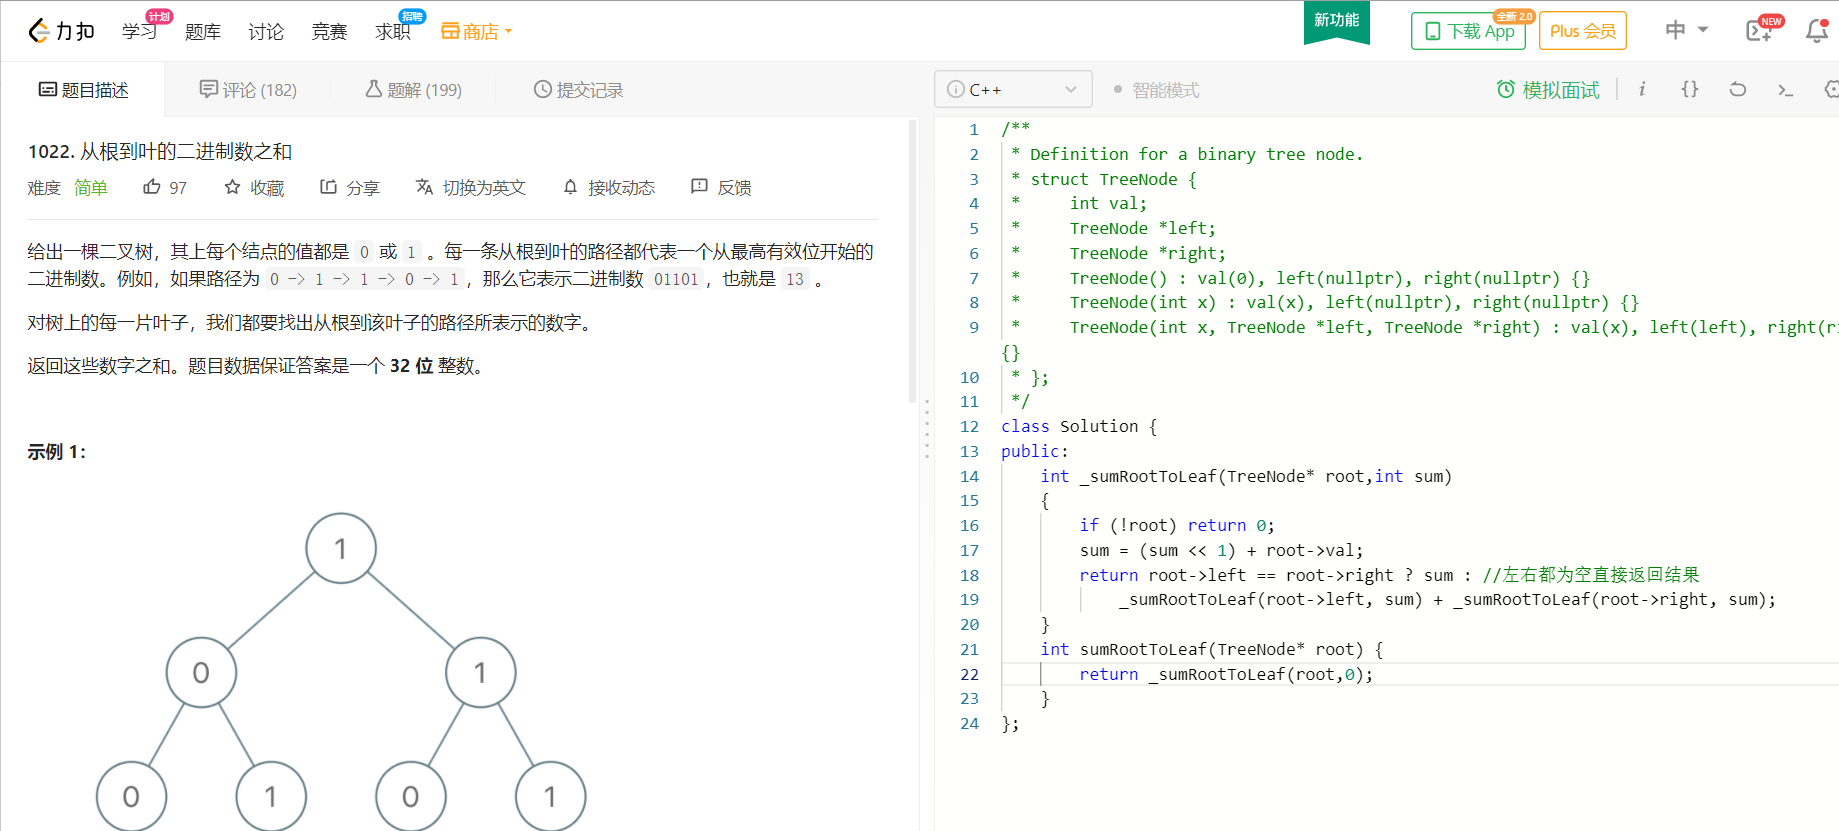 力扣 学习 计划 题库 讨论 竞赛 求职 招聘 商店 新功能 下载 App 全新 2.0 Plus 会员 中 NEW
题目描述 评论 (182) 题解 (199) 提交记录
1022. 从根到叶的二进制数之和
难度 简单 97 收藏 分享 切换为英文 接收动态 反馈
给出一棵二叉树，其上每个结点的值都是 0 或 1 。每一条从根到叶的路径都代表一个从最高有效位开始的
二进制数。例如，如果路径为 0 -> 1 -> 1 -> 0 -> 1，那么它表示二进制数 01101，也就是 13 。
对树上的每一片叶子，我们都要找出从根到该叶子的路径所表示的数字。
返回这些数字之和。题目数据保证答案是一个 32 位 整数。
示例 1：
1
0 1
0 1 0 1
C++ 智能模式 模拟面试 i {} >_
1 /**
2 * Definition for a binary tree node.
3 * struct TreeNode {
4 *     int val;
5 *     TreeNode *left;
6 *     TreeNode *right;
7 *     TreeNode() : val(0), left(nullptr), right(nullptr) {}
8 *     TreeNode(int x) : val(x), left(nullptr), right(nullptr) {}
9 *     TreeNode(int x, TreeNode *left, TreeNode *right) : val(x), left(left), right(ri
{}
10 * };
11 */
12 class Solution {
13 public:
14     int _sumRootToLeaf(TreeNode* root,int sum)
15     {
16         if (!root) return 0;
17         sum = (sum << 1) + root->val;
18         return root->left == root->right ? sum : //左右都为空直接返回结果
19             _sumRootToLeaf(root->left, sum) + _sumRootToLeaf(root->right, sum);
20     }
21     int sumRootToLeaf(TreeNode* root) {
22         return _sumRootToLeaf(root,0);
23     }
24 };